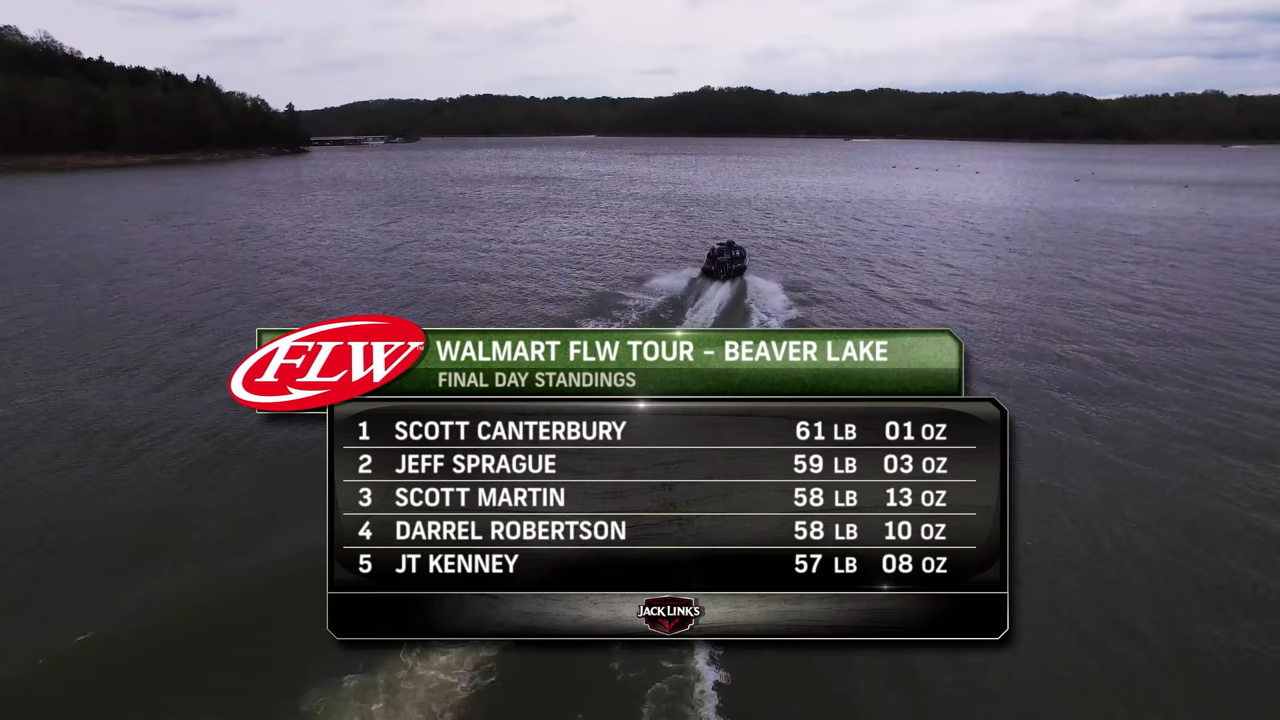 FLW
WALMART FLW TOUR – BEAVER LAKE
FINAL DAY STANDINGS
1 SCOTT CANTERBURY 61 LB 01 OZ
2 JEFF SPRAGUE 59 LB 03 OZ
3 SCOTT MARTIN 58 LB 13 OZ
4 DARREL ROBERTSON 58 LB 10 OZ
5 JT KENNEY 57 LB 08 OZ
JACK LINK'S